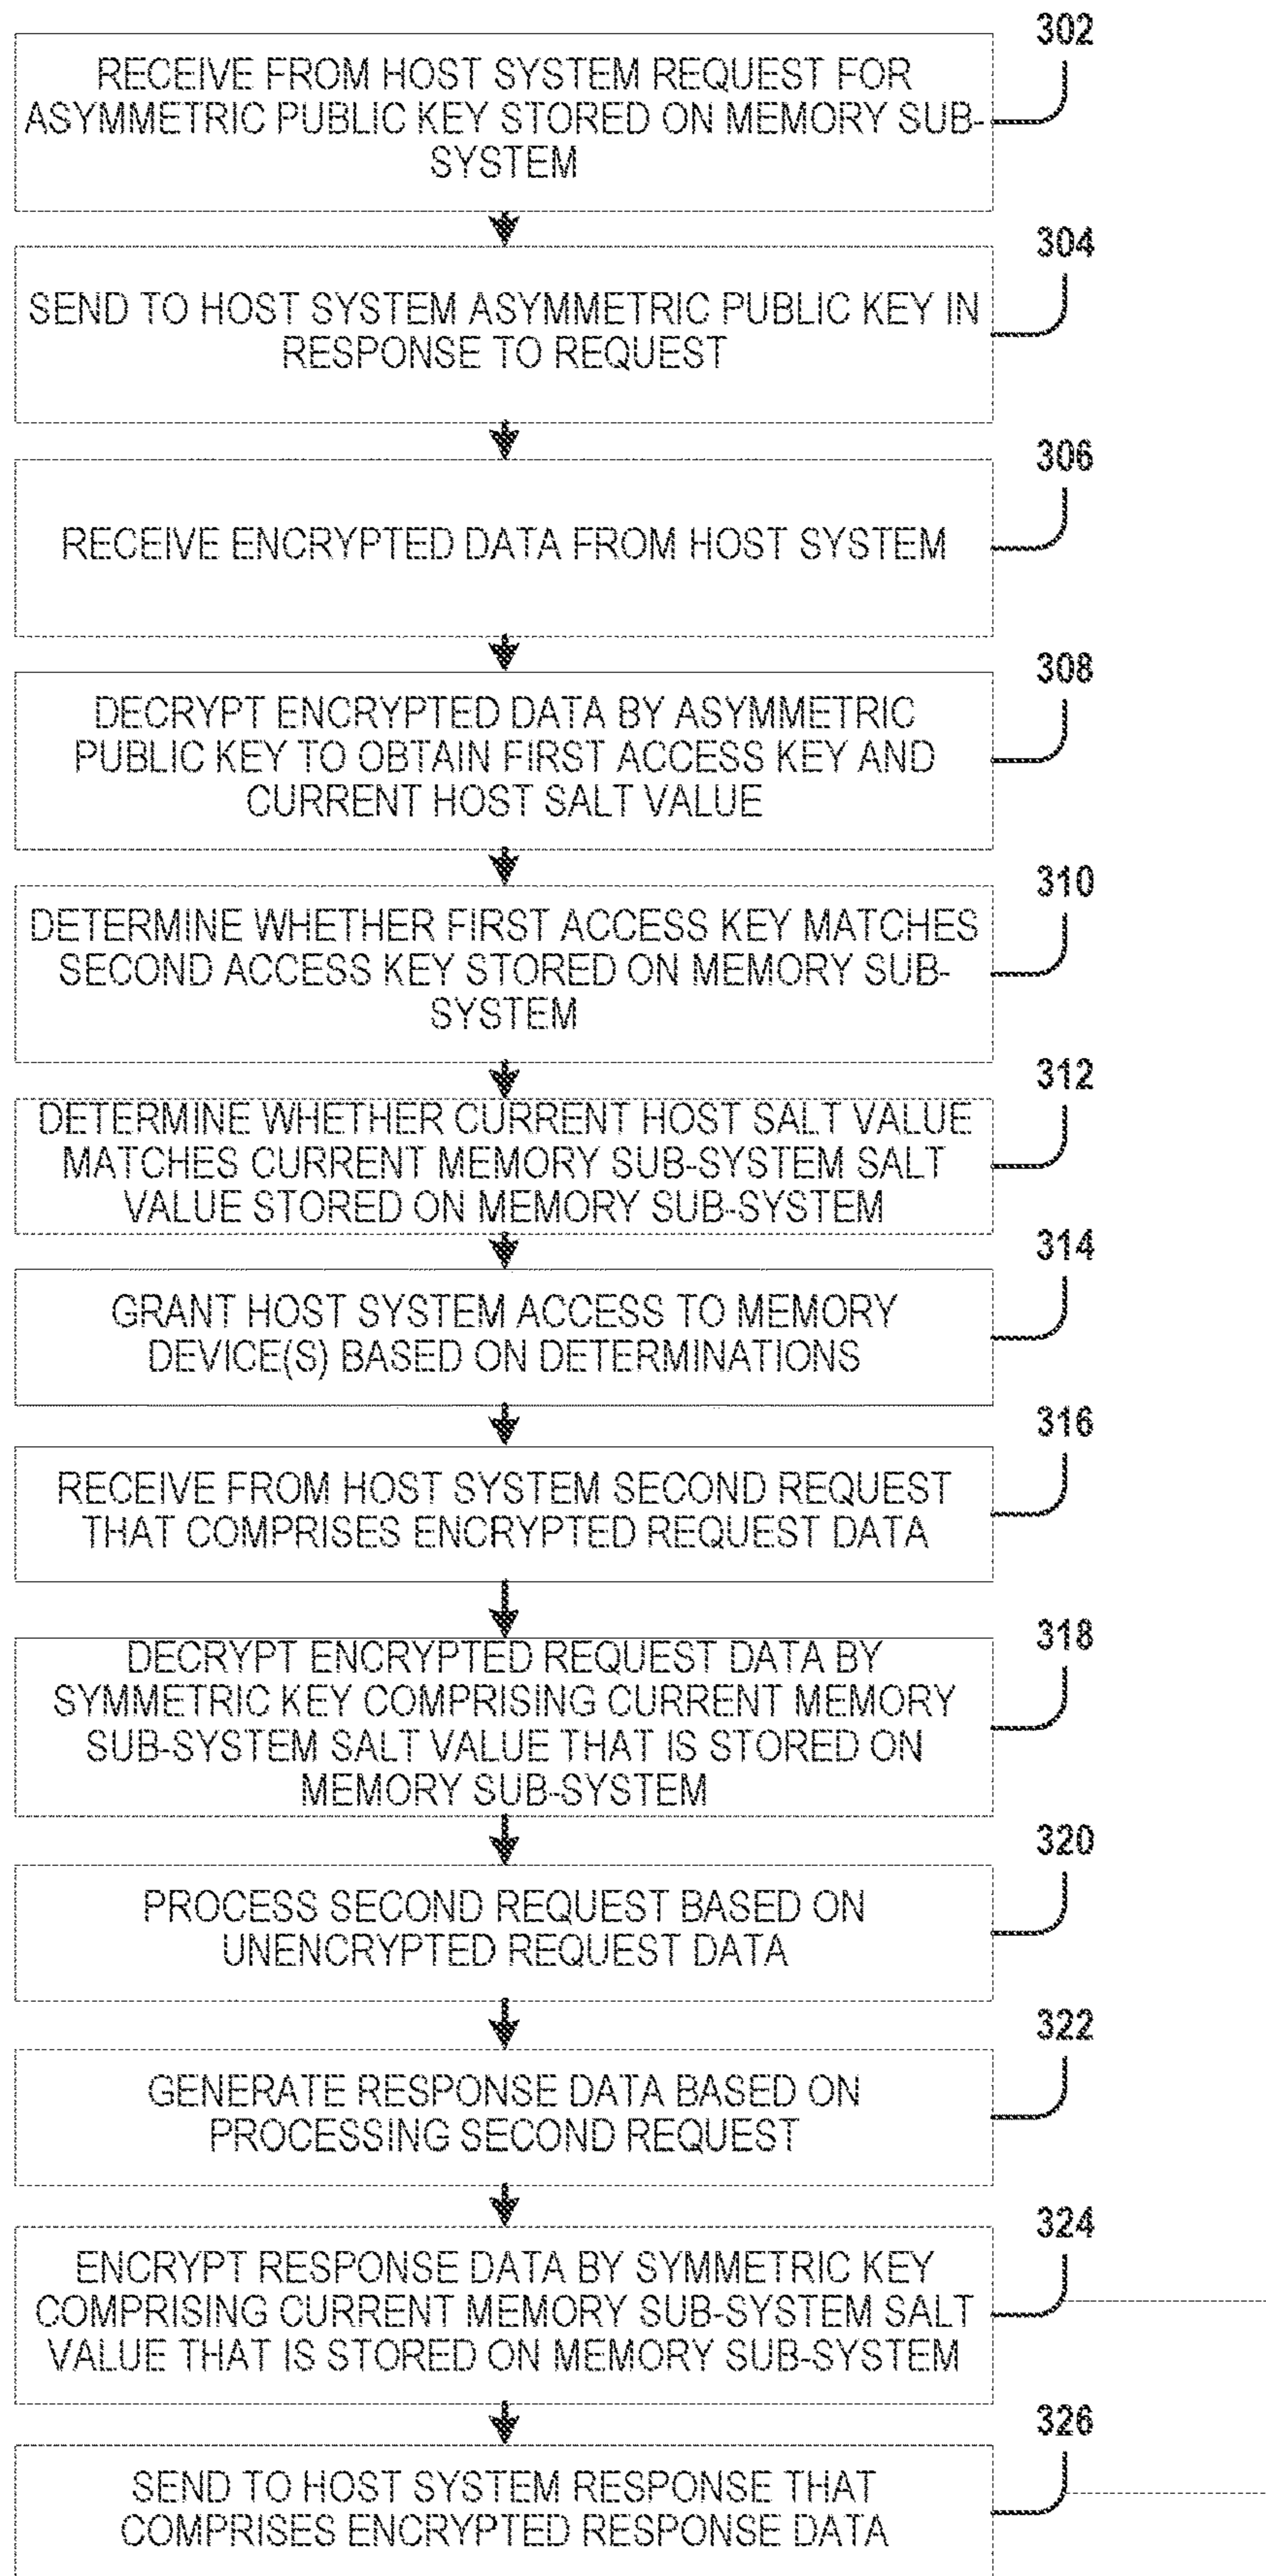 302
RECEIVE FROM HOST SYSTEM REQUEST FOR
ASYMMETRIC PUBLIC KEY STORED ON MEMORY SUB-
SYSTEM
304
SEND TO HOST SYSTEM ASYMMETRIC PUBLIC KEY IN
RESPONSE TO REQUEST
306
RECEIVE ENCRYPTED DATA FROM HOST SYSTEM
308
DECRYPT ENCRYPTED DATA BY ASYMMETRIC
PUBLIC KEY TO OBTAIN FIRST ACCESS KEY AND
CURRENT HOST SALT VALUE
310
DETERMINE WHETHER FIRST ACCESS KEY MATCHES
SECOND ACCESS KEY STORED ON MEMORY SUB-
SYSTEM
312
DETERMINE WHETHER CURRENT HOST SALT VALUE
MATCHES CURRENT MEMORY SUB-SYSTEM SALT
VALUE STORED ON MEMORY SUB-SYSTEM
314
GRANT HOST SYSTEM ACCESS TO MEMORY
DEVICE(S) BASED ON DETERMINATIONS
316
RECEIVE FROM HOST SYSTEM SECOND REQUEST
THAT COMPRISES ENCRYPTED REQUEST DATA
318
DECRYPT ENCRYPTED REQUEST DATA BY
SYMMETRIC KEY COMPRISING CURRENT MEMORY
SUB-SYSTEM SALT VALUE THAT IS STORED ON
MEMORY SUB-SYSTEM
320
PROCESS SECOND REQUEST BASED ON
UNENCRYPTED REQUEST DATA
322
GENERATE RESPONSE DATA BASED ON
PROCESSING SECOND REQUEST
324
ENCRYPT RESPONSE DATA BY SYMMETRIC KEY
COMPRISING CURRENT MEMORY SUB-SYSTEM SALT
VALUE THAT IS STORED ON MEMORY SUB-SYSTEM
326
SEND TO HOST SYSTEM RESPONSE THAT
COMPRISES ENCRYPTED RESPONSE DATA